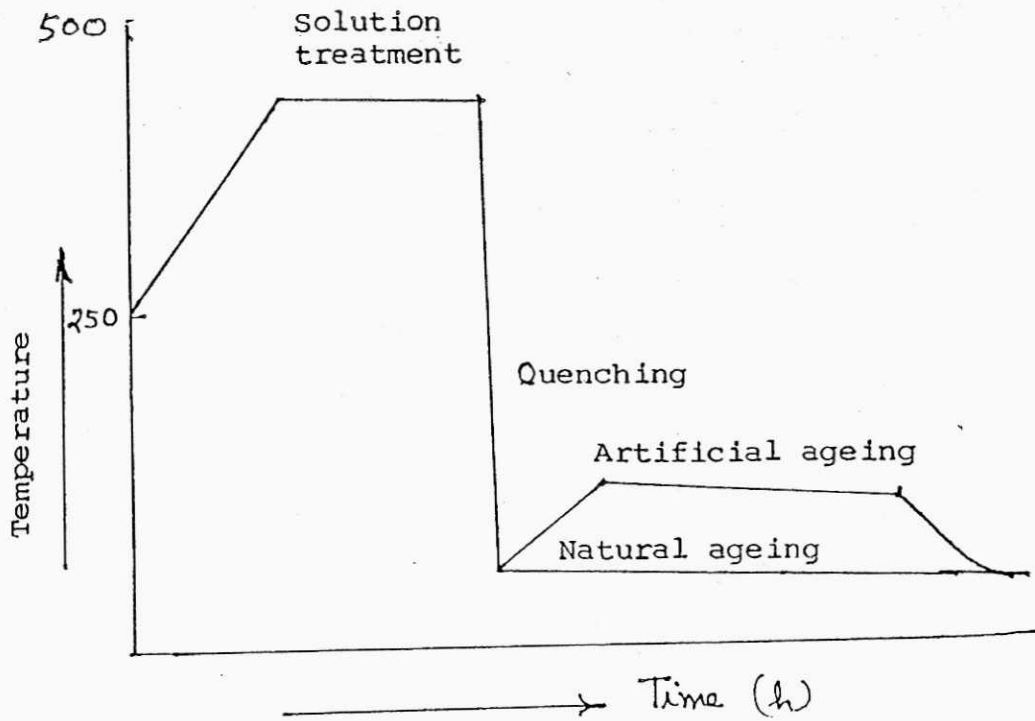 500
Solution
treatment
250
Temperature
Quenching
Artificial ageing
Natural ageing
Time (h)